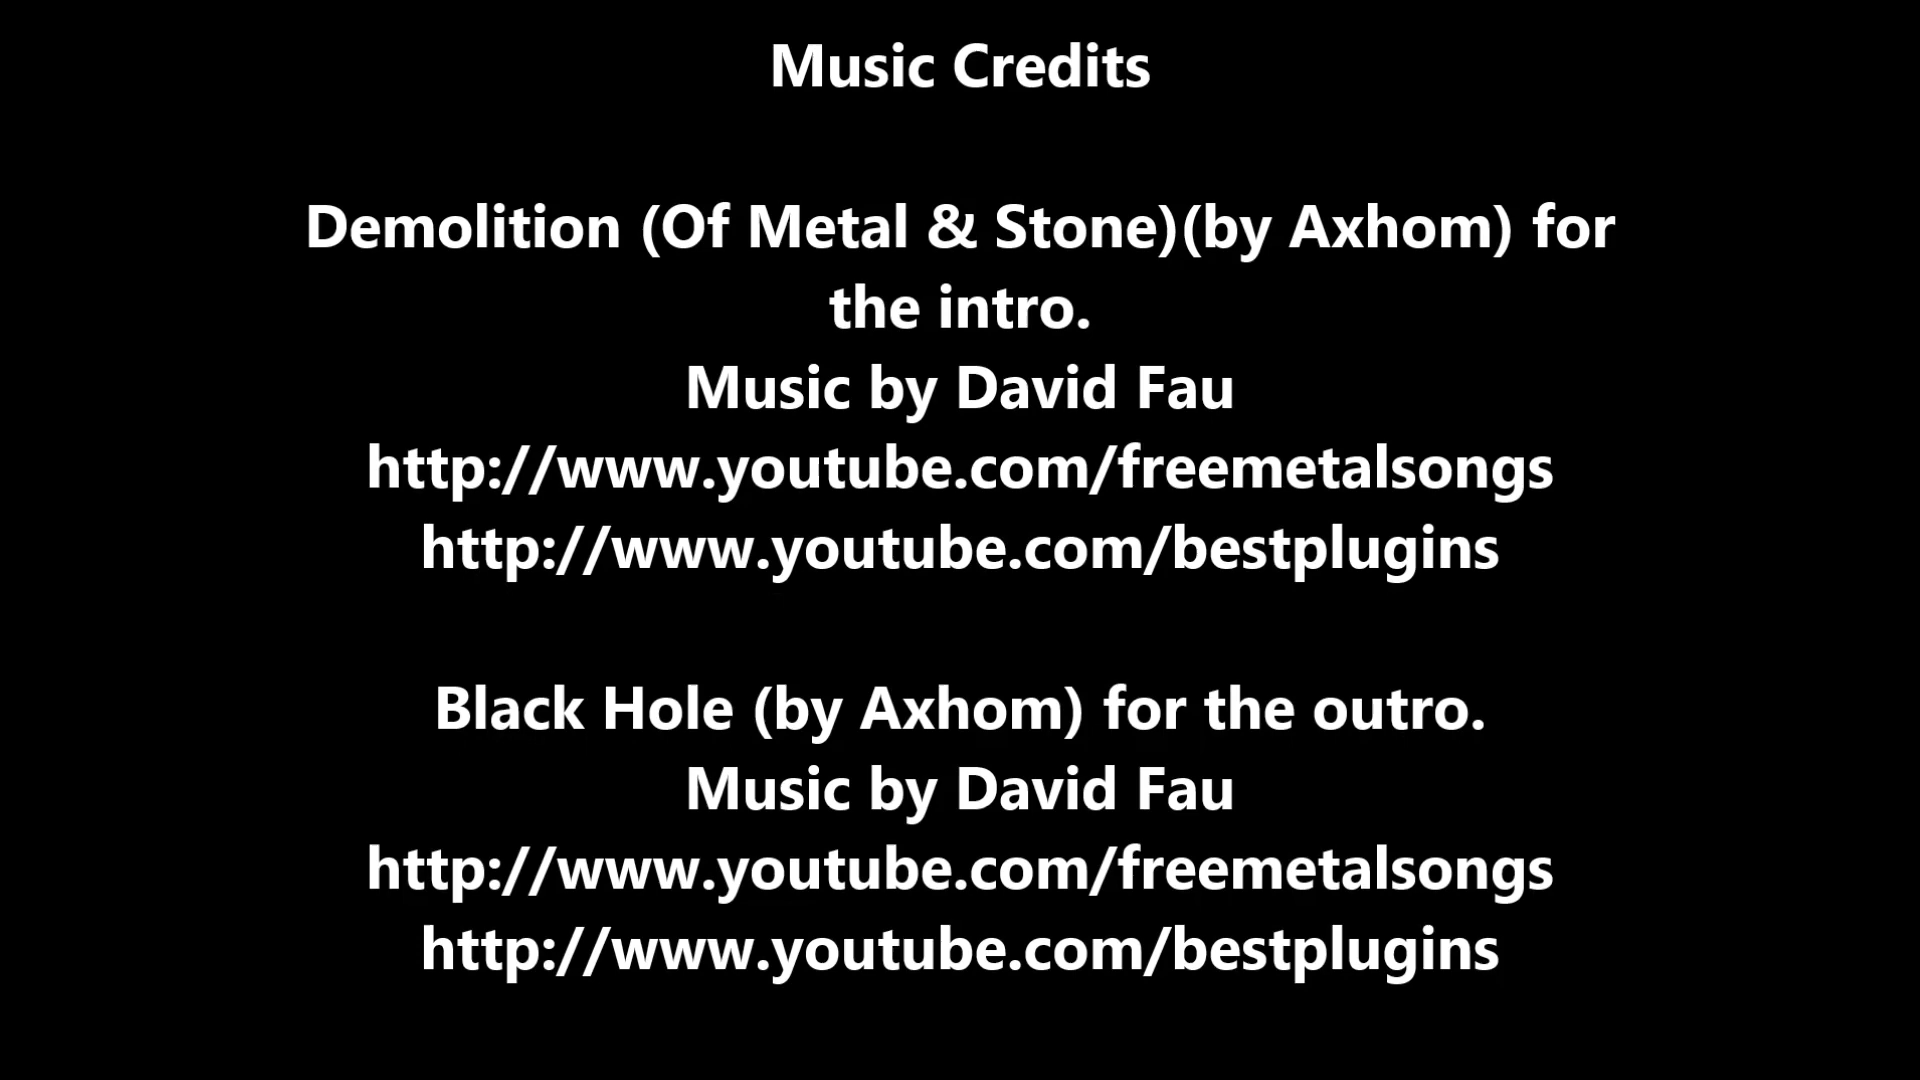 Music Credits
Demolition (Of Metal & Stone)(by Axhom) for
the intro.
Music by David Fau
http://www.youtube.com/freemetalsongs
http://www.youtube.com/bestplugins
Black Hole (by Axhom) for the outro.
Music by David Fau
http://www.youtube.com/freemetalsongs
http://www.youtube.com/bestplugins